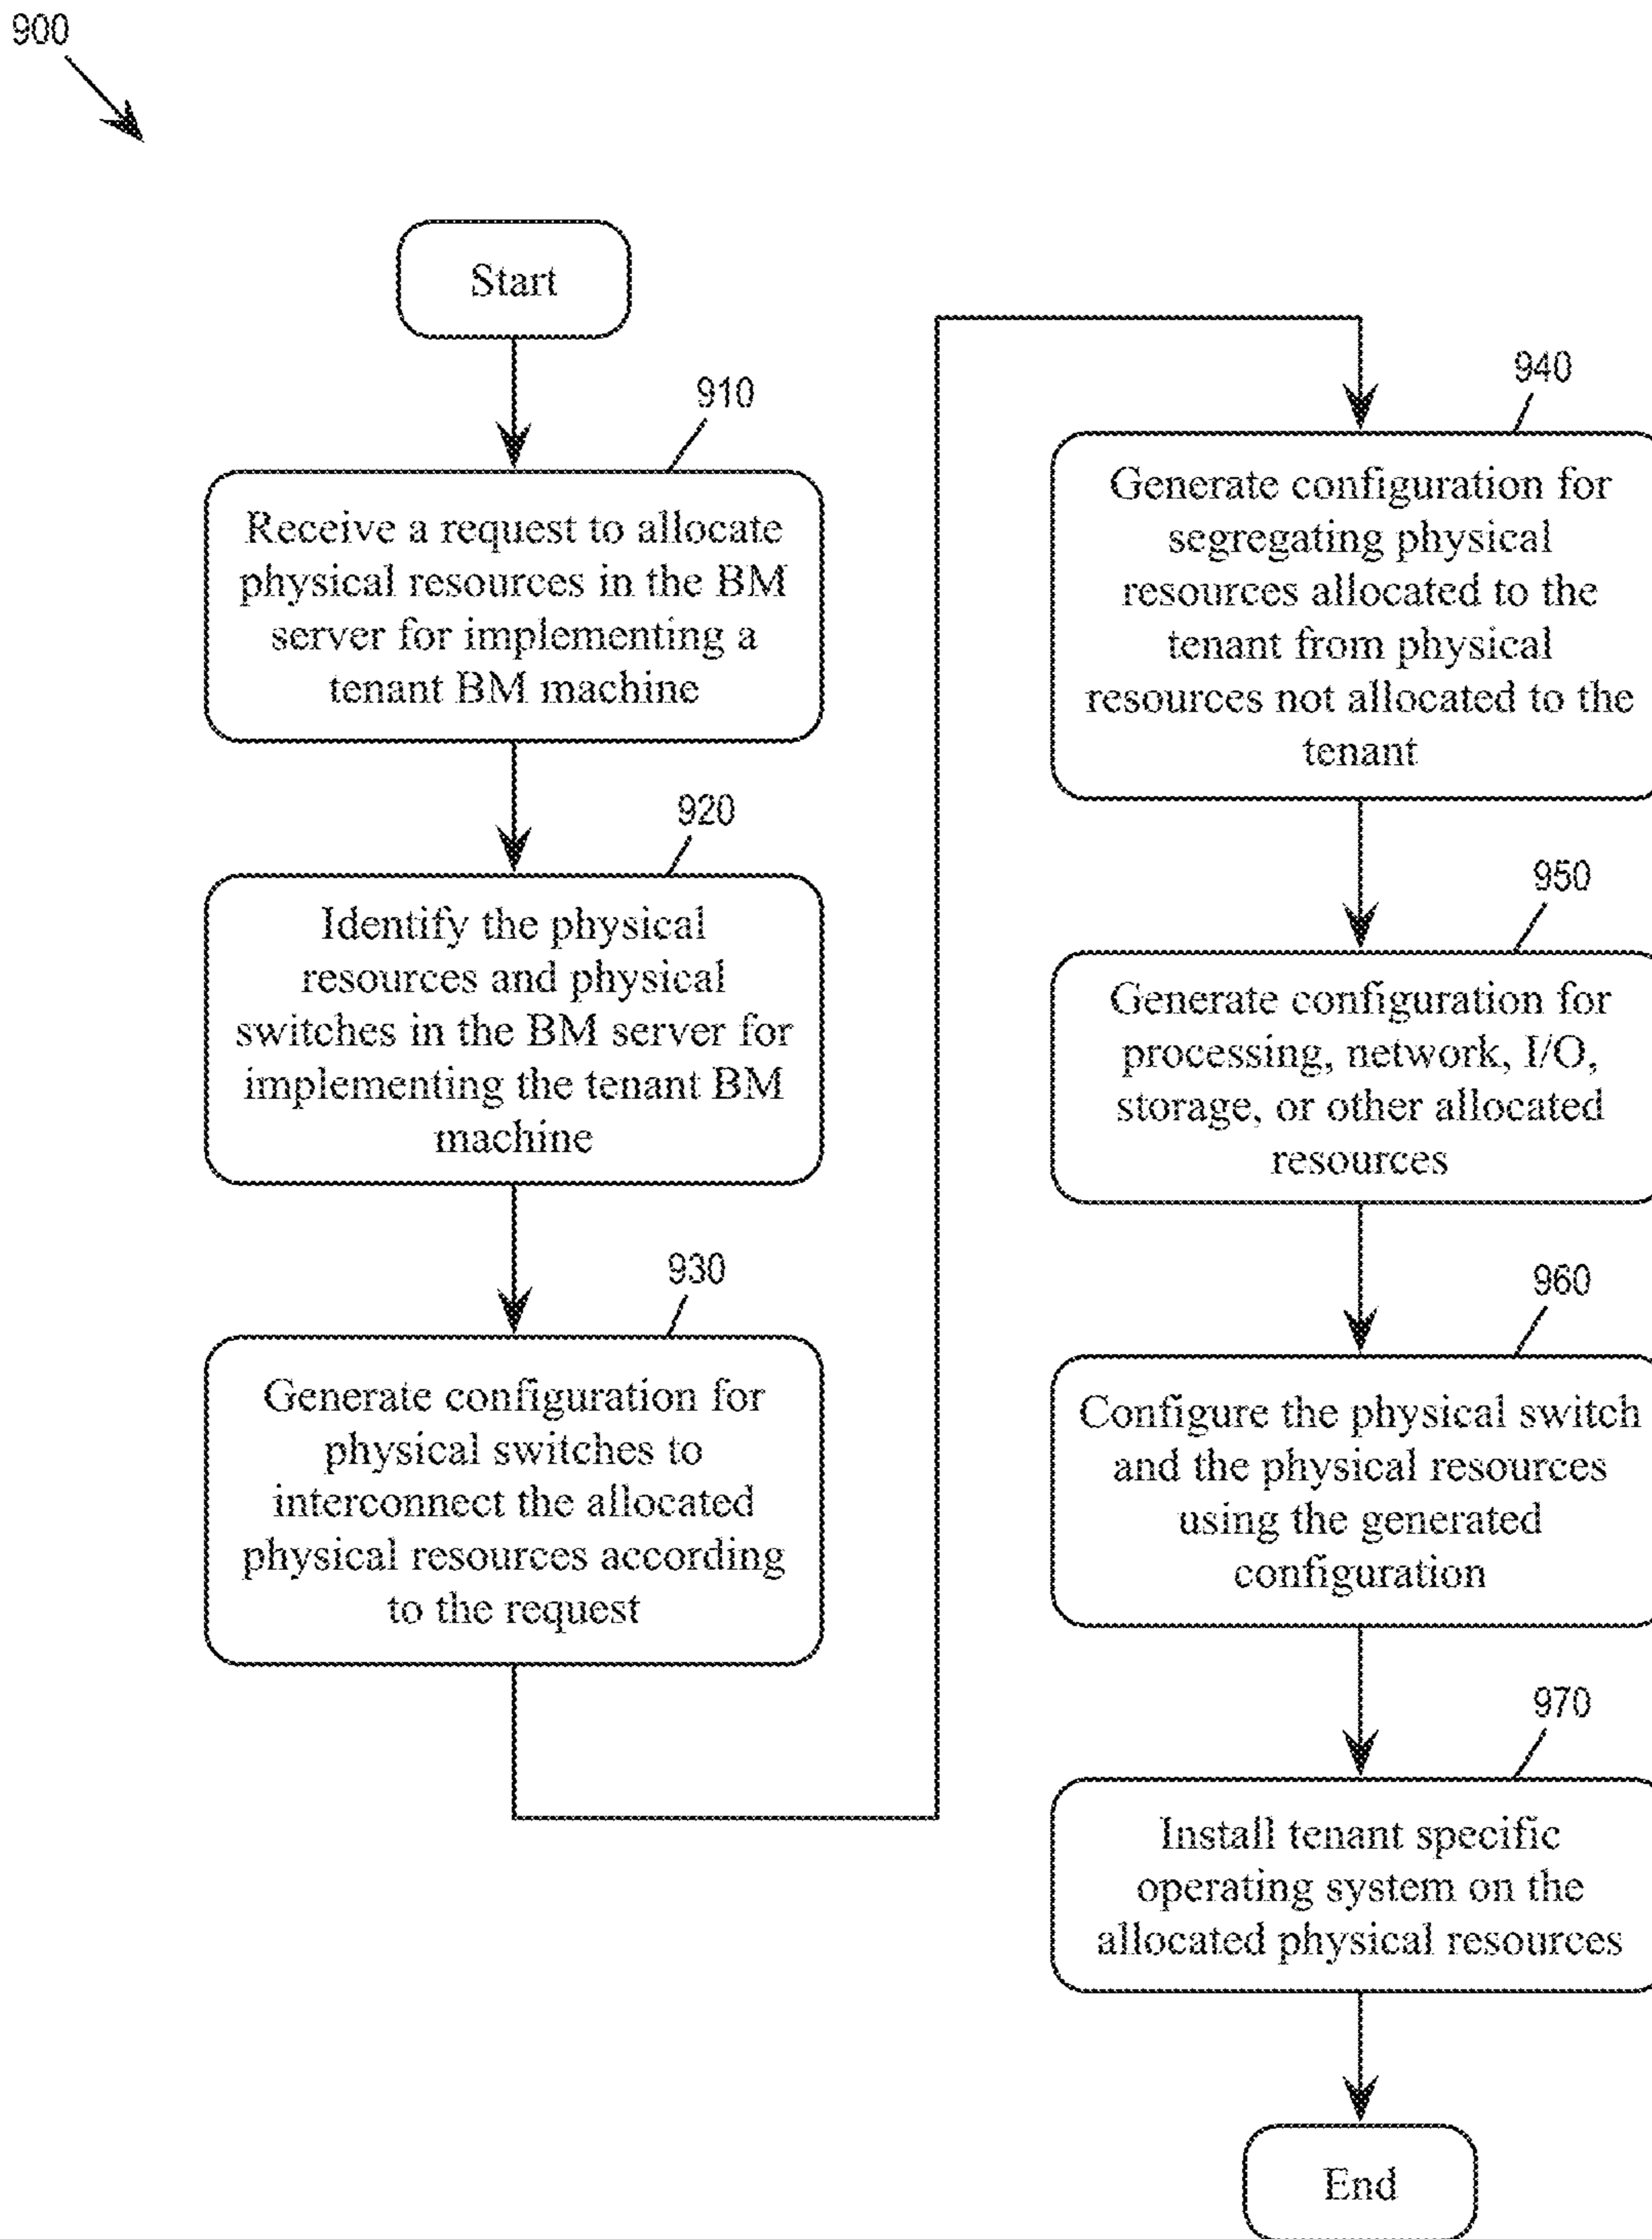 900
Start
910
Receive a request to allocate
physical resources in the BM
server for implementing a
tenant BM machine
920
Identify the physical
resources and physical
switches in the BM server for
implementing the tenant BM
machine
930
Generate configuration for
physical switches to
interconnect the allocated
physical resources according
to the request
940
Generate configuration for
segregating physical
resources allocated to the
tenant from physical
resources not allocated to the
tenant
950
Generate configuration for
processing, network, I/O,
storage, or other allocated
resources
960
Configure the physical switch
and the physical resources
using the generated
configuration
970
Install tenant specific
operating system on the
allocated physical resources
End